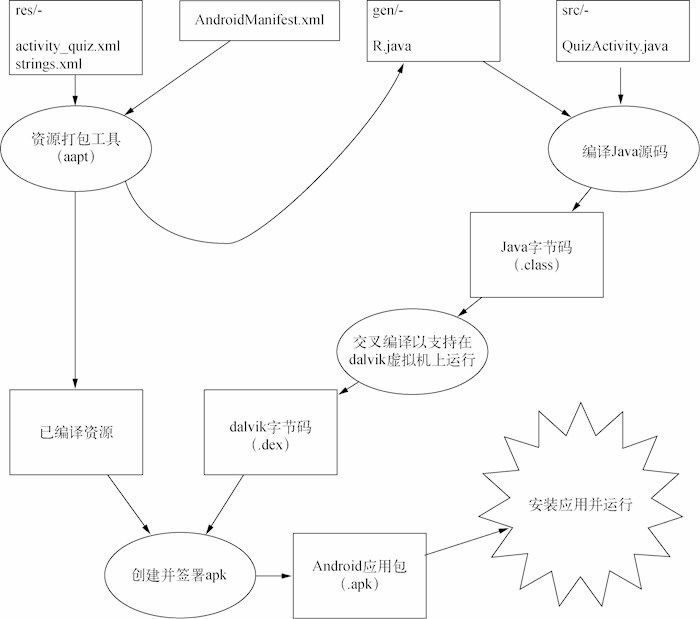 res/-
activity_quiz.xml
strings.xml
AndroidManifest.xml
gen/-
R.java
src/-
QuizActivity.java
资源打包工具
（aapt）
编译Java源码
Java字节码
（.class）
交叉编译以支持在
dalvik虚拟机上运行
已编译资源
dalvik字节码
（.dex）
安装应用并运行
创建并签署apk
Android应用包
（.apk）